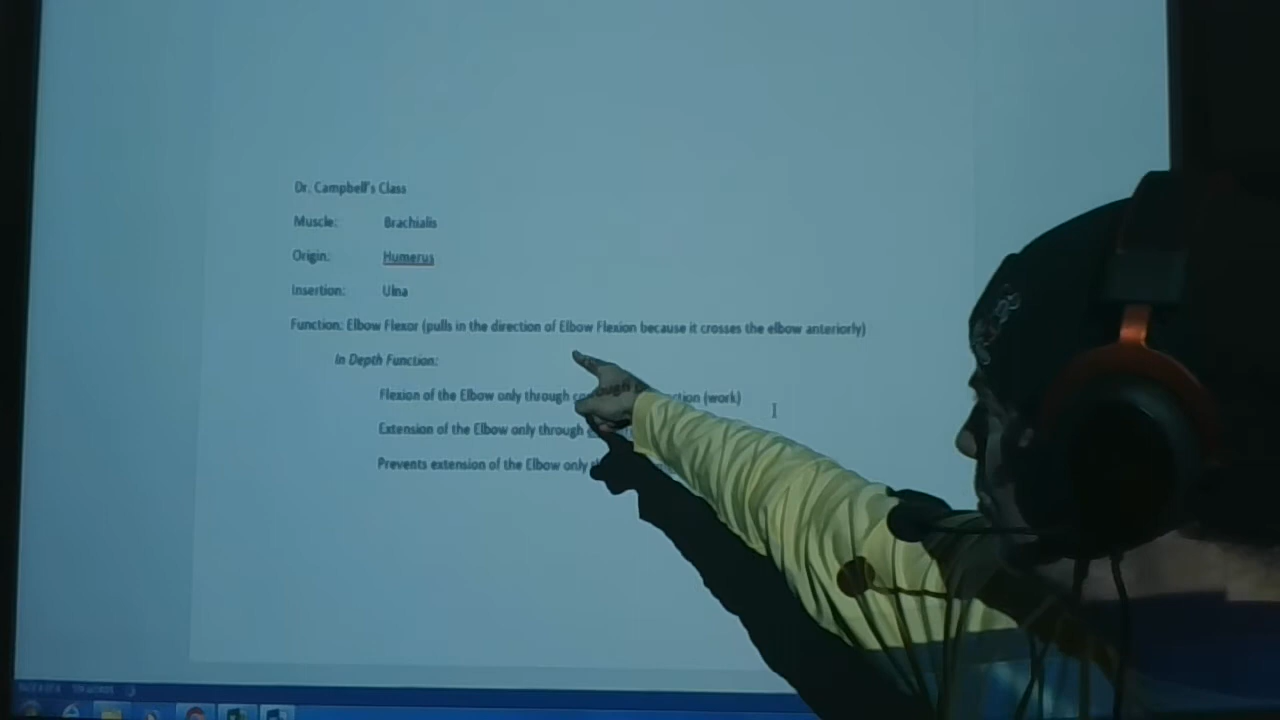 Dr. Campbell's Class
Muscle: Brachialis
Origin: Humerus
Insertion: Ulna
Function: Elbow Flexor (pulls in the direction of Elbow Flexion because it crosses the elbow anteriorly)
In Depth Function:
Flexion of the Elbow only through (work)
Extension of the Elbow only through
Prevents extension of the Elbow only